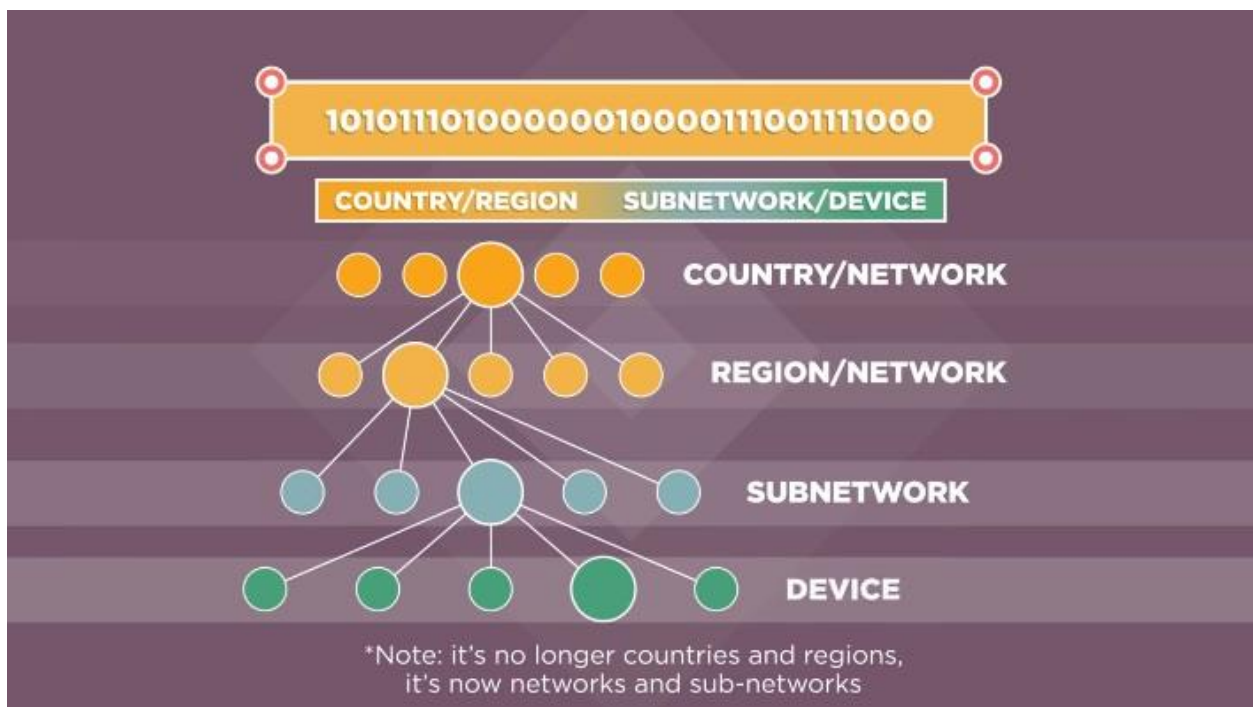 10101110100000010000111001111000
COUNTRY/REGION SUBNETWORK/DEVICE
COUNTRY/NETWORK
REGION/NETWORK
SUBNETWORK
DEVICE
*Note: it's no longer countries and regions,
it's now networks and sub-networks